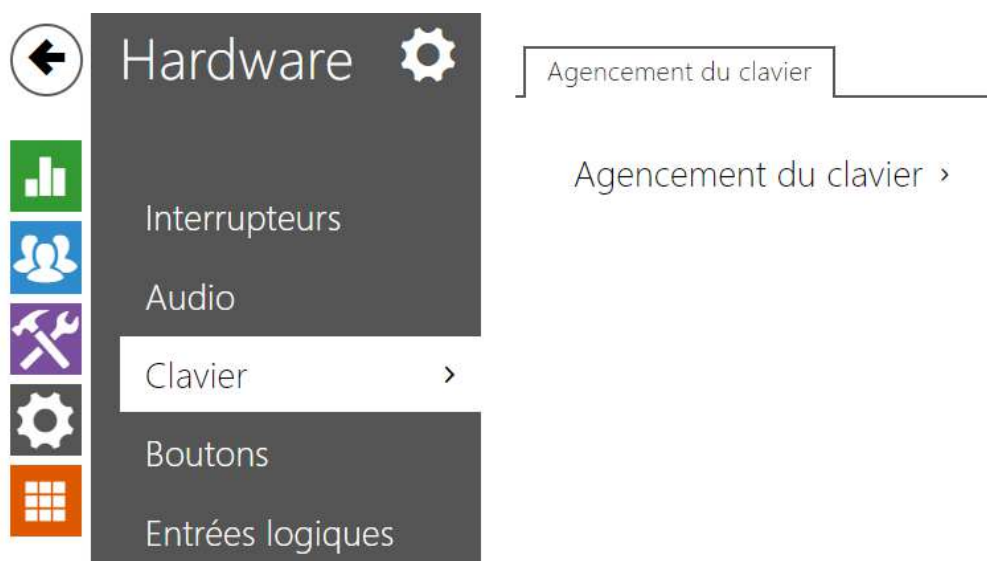 Hardware
Interrupteurs
Audio
Clavier
Boutons
Entrées logiques
Agencement du clavier
Agencement du clavier ›